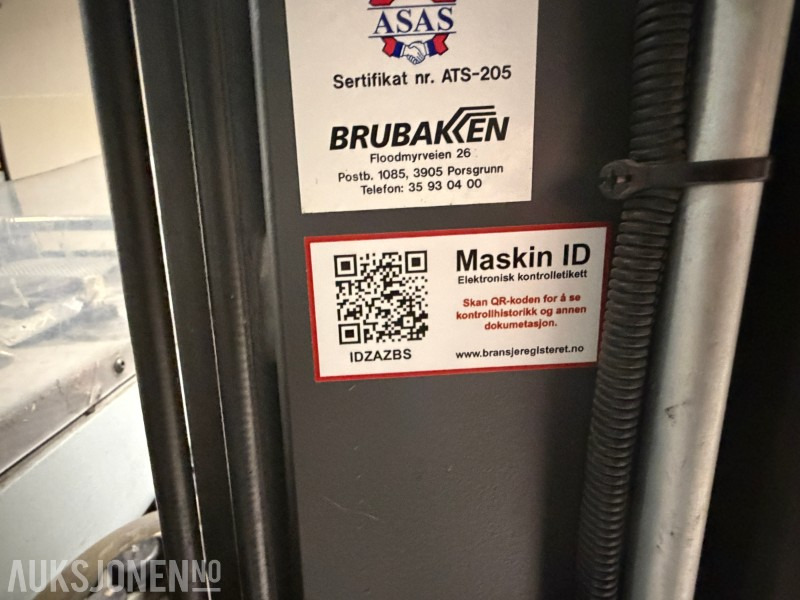 ASAS
Sertifikat nr. ATS-205
BRUBAKKEN
Floodmyrveien 26
Postb. 1085, 3905 Porsgrunn
Telefon: 35 93 04 00
Maskin ID
Elektronisk kontrolletikett
Skan QR-koden for å se
kontrollhistorikk og annen
dokumetasjon.
IDZAZBS
www.bransjeregisteret.no
AUKSJONEN.NO